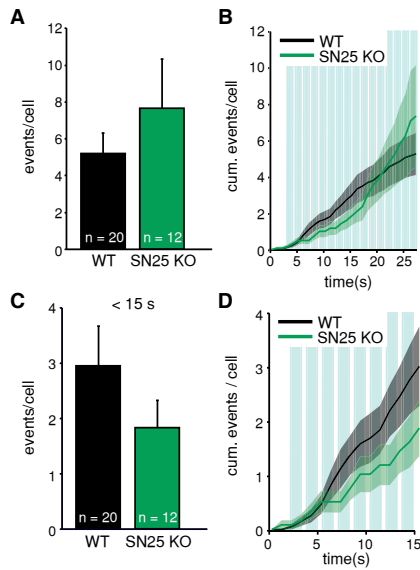 A
12
10
8
6
4
2
0
events/cell
n = 20
n = 12
WT
SN25 KO
B
WT
SN25 KO
12
10
8
6
4
2
0
cum. events/cell
0
5
10
15
20
25
time(s)
C
< 15 s
4
3
2
1
0
events/cell
n = 20
n = 12
WT
SN25 KO
D
WT
SN25 KO
4
3
2
1
0
cum. events / cell
0
5
10
15
time(s)